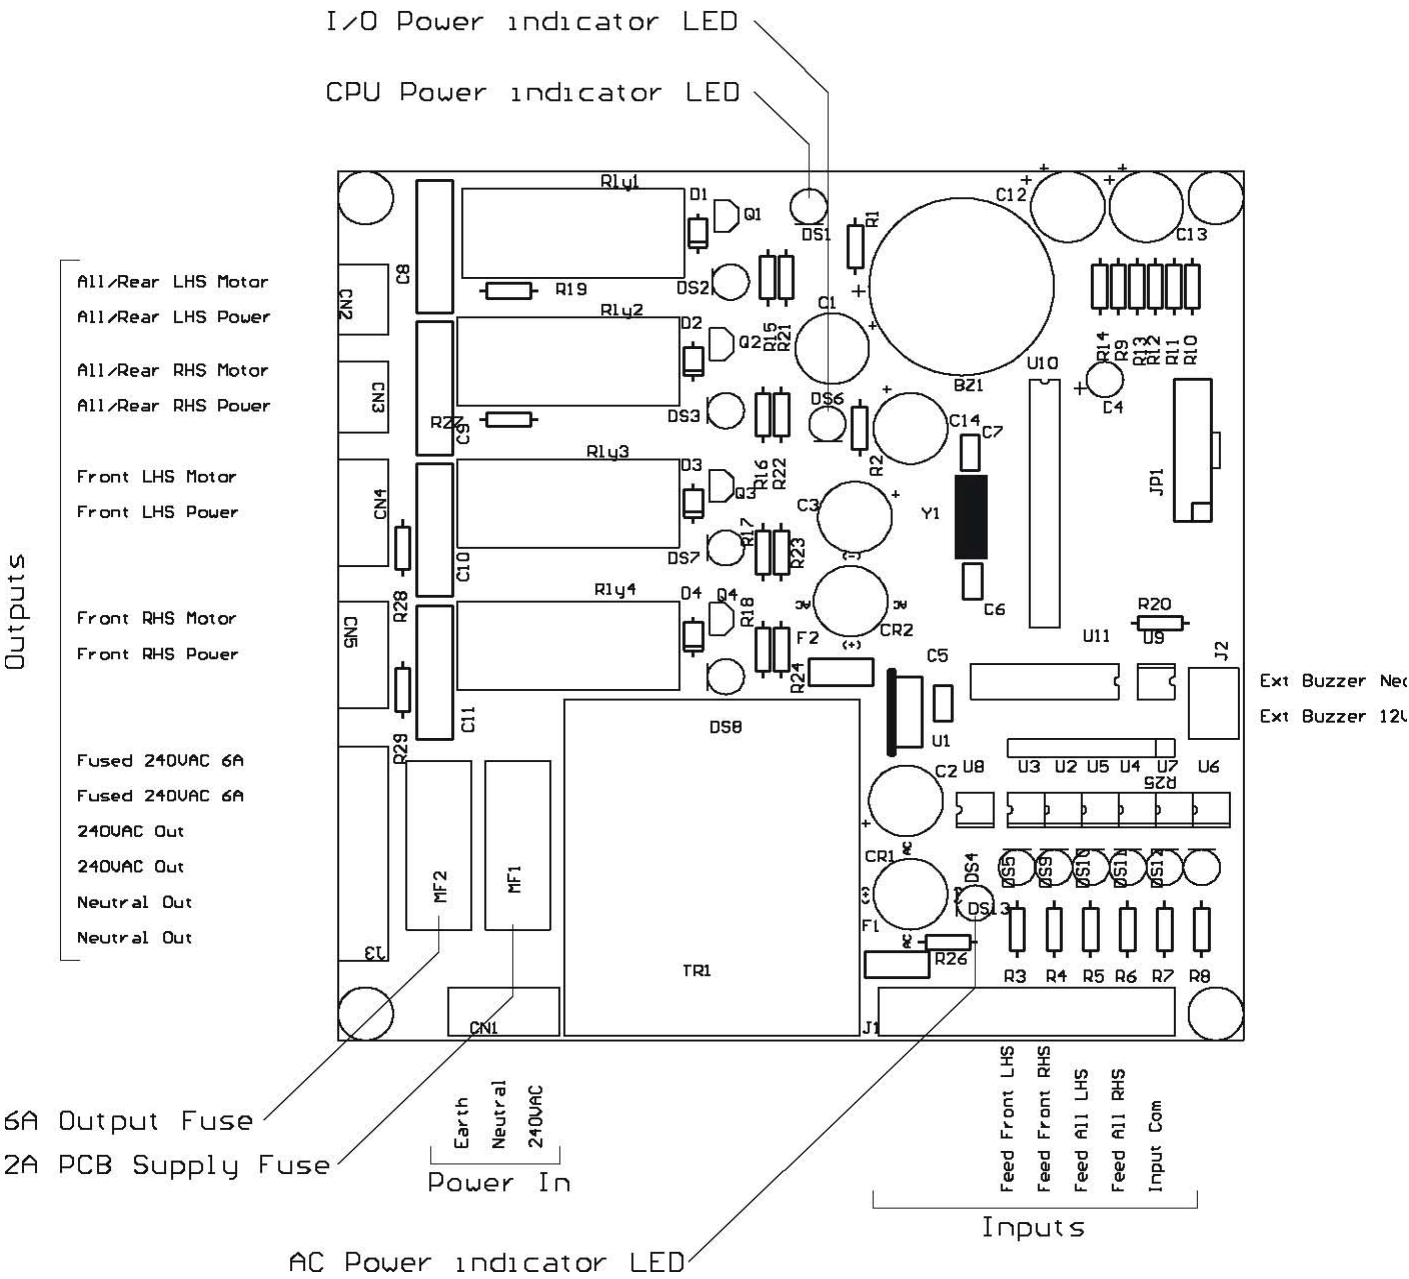 I/O Power indicator LED
CPU Power indicator LED
Rly1
D1
Q1
DS1
R1
C12
C13
C8
CN2
R19
DS2
R15
R21
C1
Rly2
D2
Q2
BZ1
U10
R14
R9
R13
R12
R11
R10
C4
CN3
R27
C9
DS3
R16
R22
DS6
R2
C14
C7
JP1
Rly3
D3
Q3
CN4
C10
R28
DS7
R17
R23
C3
Y1
C6
Rly4
D4
Q4
R18
F2
AC
AC
CR2
CN5
C11
R29
R24
C5
U1
U11
R20
U9
J2
DS8
TR1
C2
U8
U3
U2
U5
U4
U7
U6
R25
CR1
AC
AC
DS4
DS5
DS9
DS10
DS11
DS12
DS13
F1
R26
R3
R4
R5
R6
R7
R8
MF2
MF1
J3
CN1
J1
Outputs
All/Rear LHS Motor
All/Rear LHS Power
All/Rear RHS Motor
All/Rear RHS Power
Front LHS Motor
Front LHS Power
Front RHS Motor
Front RHS Power
Fused 240VAC 6A
Fused 240VAC 6A
240VAC Out
240VAC Out
Neutral Out
Neutral Out
Ext Buzzer Neg
Ext Buzzer 12V
6A Output Fuse
2A PCB Supply Fuse
Earth
Neutral
240VAC
Power In
Feed Front LHS
Feed Front RHS
Feed All LHS
Feed All RHS
Input Com
Inputs
AC Power indicator LED